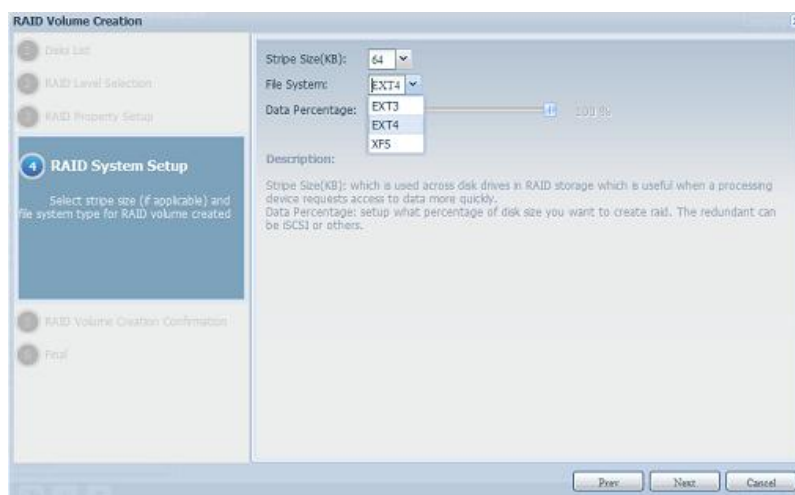 RAID Volume Creation
Disks List
RAID Level Selection
RAID Property Setup
4 RAID System Setup
Select stripe size (if applicable) and
file system type for RAID volume created
RAID Volume Creation Confirmation
Final
Stripe Size(KB): 64
File System: EXT4
Data Percentage: 100 %
EXT3
EXT4
XFS
Description:
Stripe Size(KB): which is used across disk drives in RAID storage which is useful when a processing
device requests access to data more quickly.
Data Percentage: setup what percentage of disk size you want to create raid. The redundant can
be iSCSI or others.
Prev Next Cancel